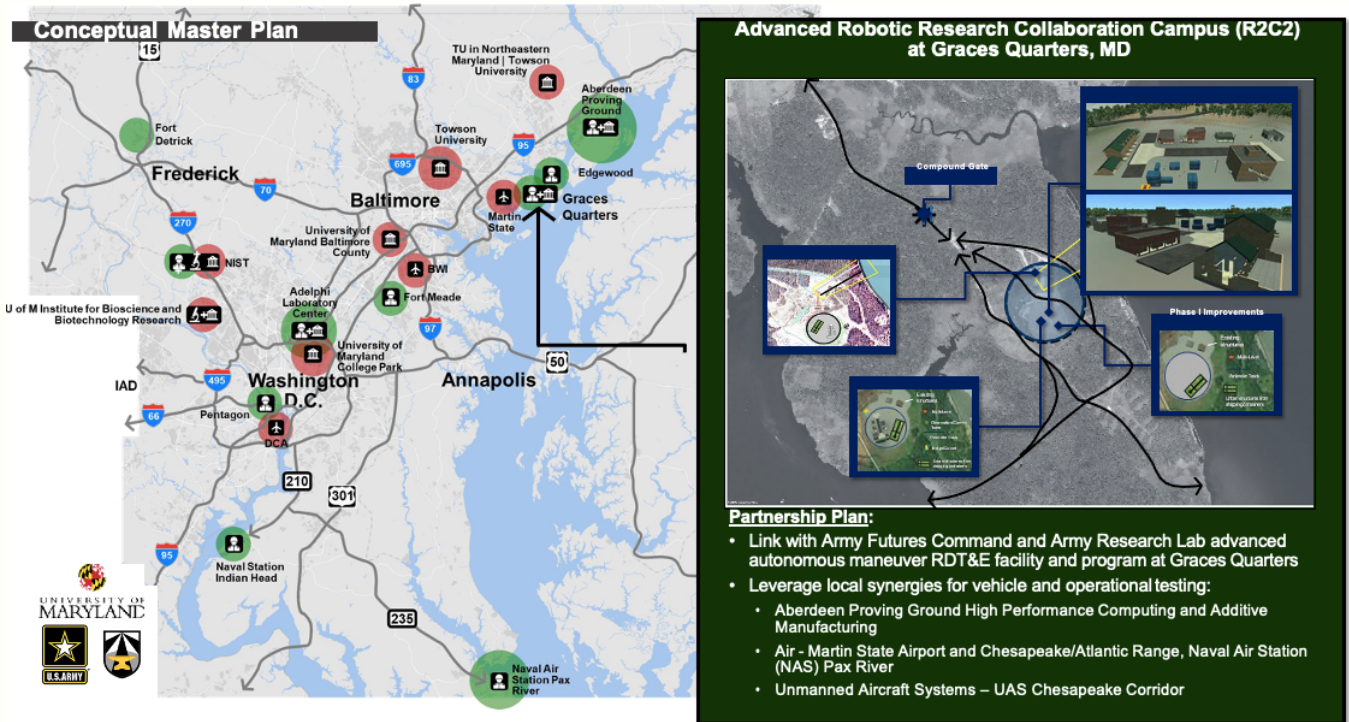 Conceptual Master Plan
15
83
TU in Northeastern
Maryland | Towson
University
Aberdeen
Proving
Ground
Fort
Detrick
Towson
University
95
695
Frederick
70
Edgewood
Baltimore
Martin
State
Graces
Quarters
270
University of
Maryland Baltimore
County
NIST
BWI
Adelphi
Laboratory
Center
Fort Meade
U of M Institute for Bioscience and
Biotechnology Research
97
University of
Maryland
College Park
50
IAD
495
Washington
D.C.
Annapolis
Pentagon
66
DCA
210
301
95
Naval Station
Indian Head
UNIVERSITY OF
MARYLAND
U.S.ARMY
235
Naval Air
Station Pax
River
Advanced Robotic Research Collaboration Campus (R2C2)
at Graces Quarters, MD
Compound Gate
Phase I Improvements
Existing
structures
Existing
structures
Partnership Plan:
• Link with Army Futures Command and Army Research Lab advanced
autonomous maneuver RDT&E facility and program at Graces Quarters
• Leverage local synergies for vehicle and operational testing:
• Aberdeen Proving Ground High Performance Computing and Additive
Manufacturing
• Air - Martin State Airport and Chesapeake/Atlantic Range, Naval Air Station
(NAS) Pax River
• Unmanned Aircraft Systems – UAS Chesapeake Corridor